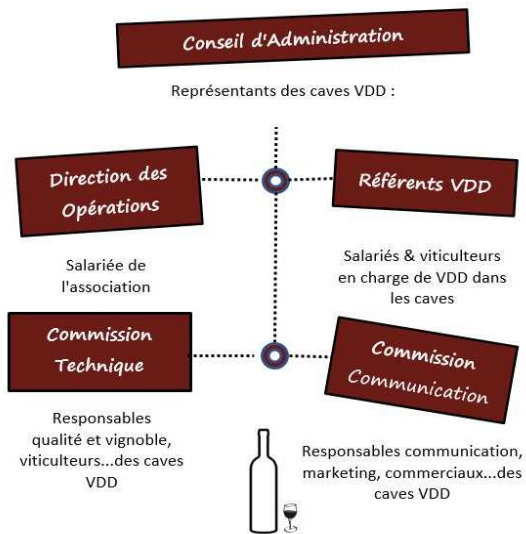 Conseil d'Administration
Représentants des caves VDD :
Direction des
Opérations
Référents VDD
Salariée de
l'association
Salariés & viticulteurs
en charge de VDD dans
les caves
Commission
Technique
Commission
Communication
Responsables
qualité et vignoble,
viticulteurs...des caves
VDD
Responsables communication,
marketing, commerciaux...des
caves VDD